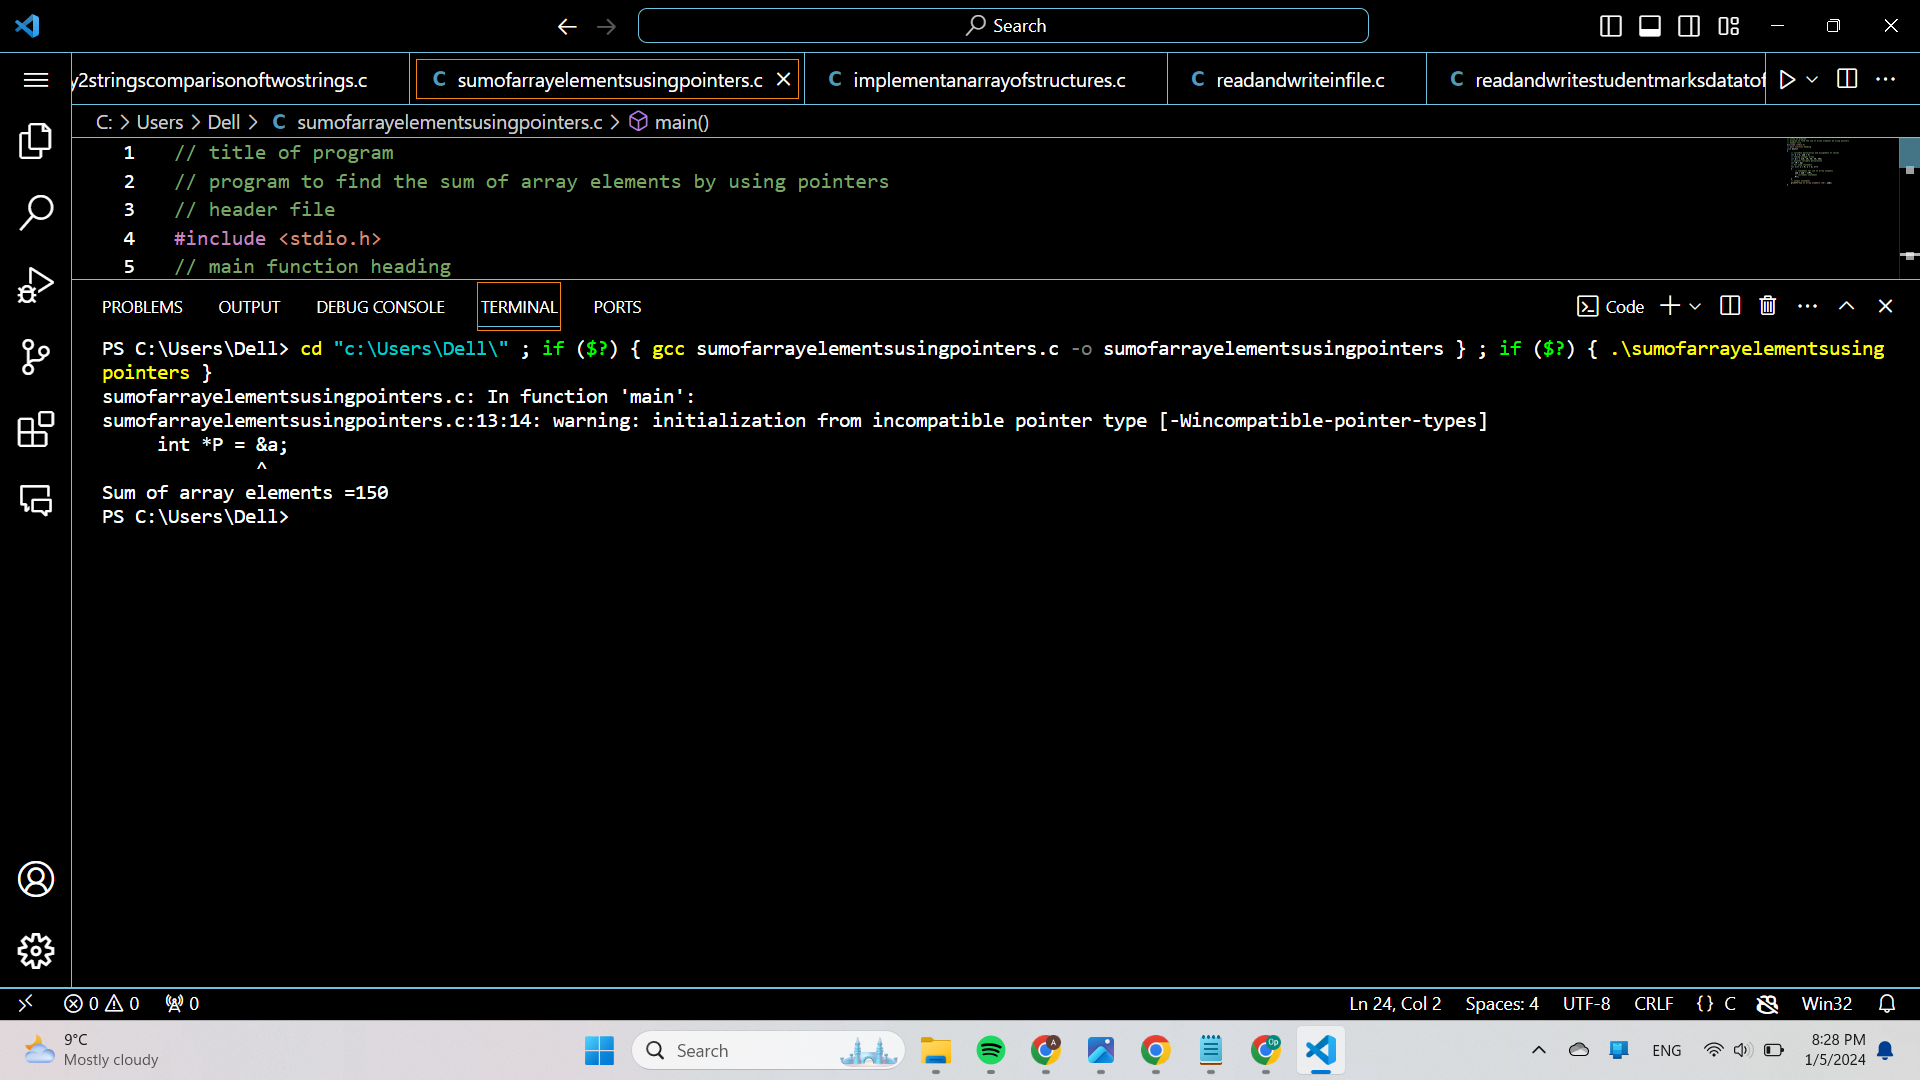 Search
y2stringscomparisonoftwostrings.c
C sumofarrayelementsusingpointers.c
C implementanarrayofstructures.c
C readandwriteinfile.c
C readandwritestudentmarksdatatof
C: > Users > Dell > C sumofarrayelementsusingpointers.c > main()
1 // title of program
2 // program to find the sum of array elements by using pointers
3 // header file
4 #include <stdio.h>
5 // main function heading
PROBLEMS OUTPUT DEBUG CONSOLE TERMINAL PORTS
Code
PS C:\Users\Dell> cd "c:\Users\Dell\" ; if ($?) { gcc sumofarrayelementsusingpointers.c -o sumofarrayelementsusingpointers } ; if ($?) { .\sumofarrayelementsusing
pointers }
sumofarrayelementsusingpointers.c: In function 'main':
sumofarrayelementsusingpointers.c:13:14: warning: initialization from incompatible pointer type [-Wincompatible-pointer-types]
int *P = &a;
^
Sum of array elements =150
PS C:\Users\Dell>
0 0 0
Ln 24, Col 2 Spaces: 4 UTF-8 CRLF {} C Win32
9°C
Mostly cloudy
Search
A
Op
ENG
8:28 PM
1/5/2024